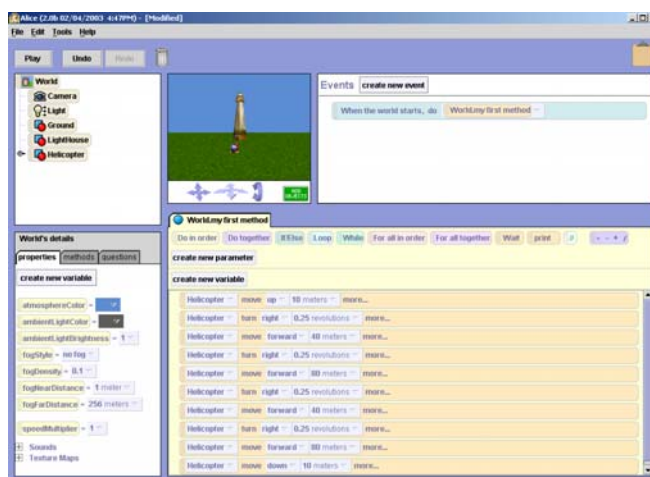 Alice (2.0b 02/04/2003 4:47PM) - [Modified]
File Edit Tools Help
Play Undo Redo
World
Camera
Light
Ground
LightHouse
Helicopter
Events create new event
When the world starts, do World.my first method
ADD OBJECTS
World.my first method
Do in order Do together If/Else Loop While For all in order For all together Wait print //
create new parameter
create new variable
World's details
properties methods questions
create new variable
atmosphereColor =
ambientLightColor =
ambientLightBrightness = 1
fogStyle = no fog
fogDensity = 0.1
fogNearDistance = 1 meter
fogFarDistance = 256 meters
speedMultiplier = 1
Sounds
Texture Maps
Helicopter move up 10 meters more...
Helicopter turn right 0.25 revolutions more...
Helicopter move forward 40 meters more...
Helicopter turn right 0.25 revolutions more...
Helicopter move forward 80 meters more...
Helicopter turn right 0.25 revolutions more...
Helicopter move forward 40 meters more...
Helicopter turn right 0.25 revolutions more...
Helicopter move forward 80 meters more...
Helicopter move down 10 meters more...